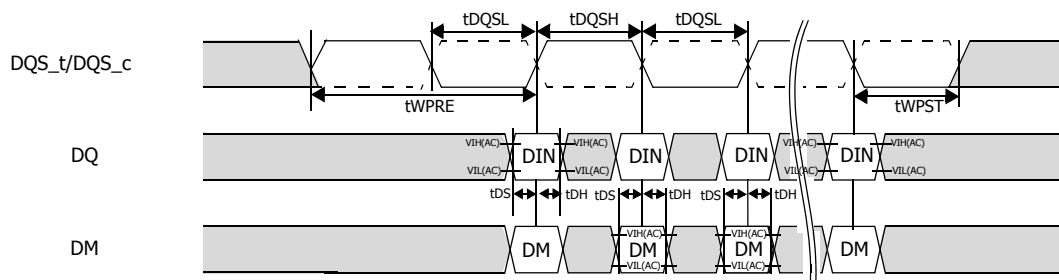 tDQSL tDQSH tDQSL
DQS_t/DQS_c
tWPRE tWPST
VIH(AC) VIH(AC) VIH(AC) VIH(AC)
DQ DIN DIN DIN DIN
VIL(AC) VIL(AC) VIL(AC) VIL(AC)
tDS tDH tDS tDH tDS tDH
VIH(AC) VIH(AC)
DM DM DM DM DM
VIL(AC) VIL(AC)